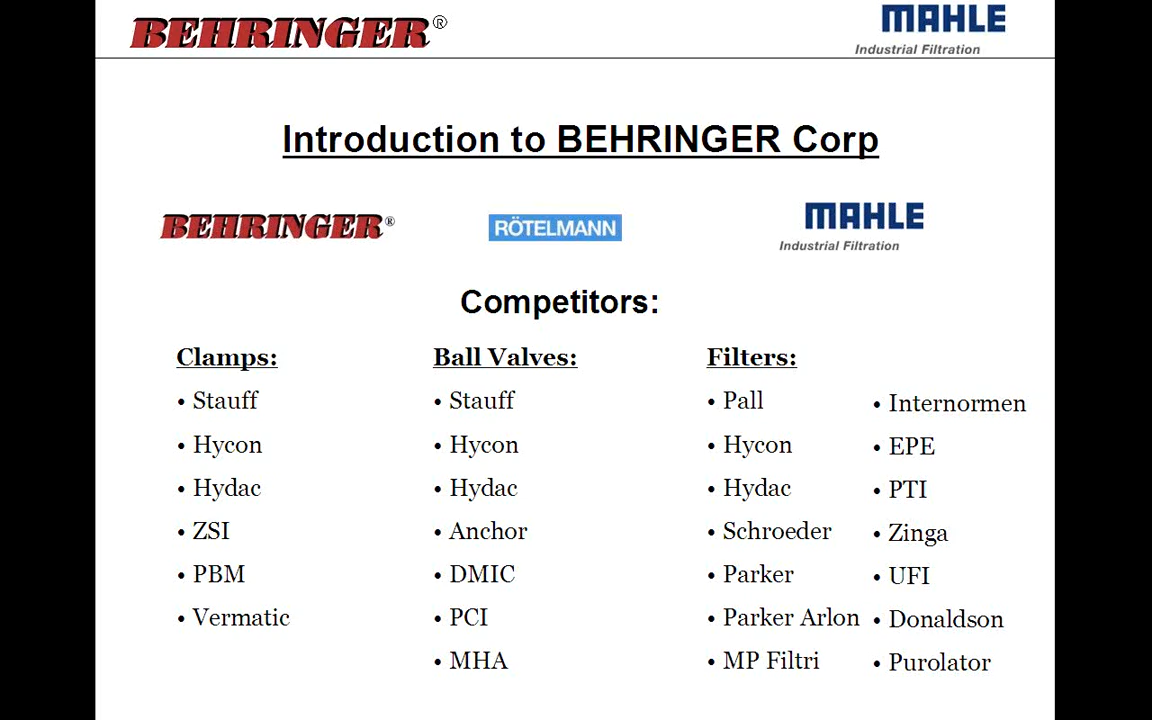 BEHRINGER®
MAHLE
Industrial Filtration
Introduction to BEHRINGER Corp
BEHRINGER®
RÖTELMANN
MAHLE
Industrial Filtration
Competitors:
Clamps:
• Stauff
• Hycon
• Hydac
• ZSI
• PBM
• Vermatic
Ball Valves:
• Stauff
• Hycon
• Hydac
• Anchor
• DMIC
• PCI
• MHA
Filters:
• Pall
• Hycon
• Hydac
• Schroeder
• Parker
• Parker Arlon
• MP Filtri
• Internormen
• EPE
• PTI
• Zinga
• UFI
• Donaldson
• Purolator